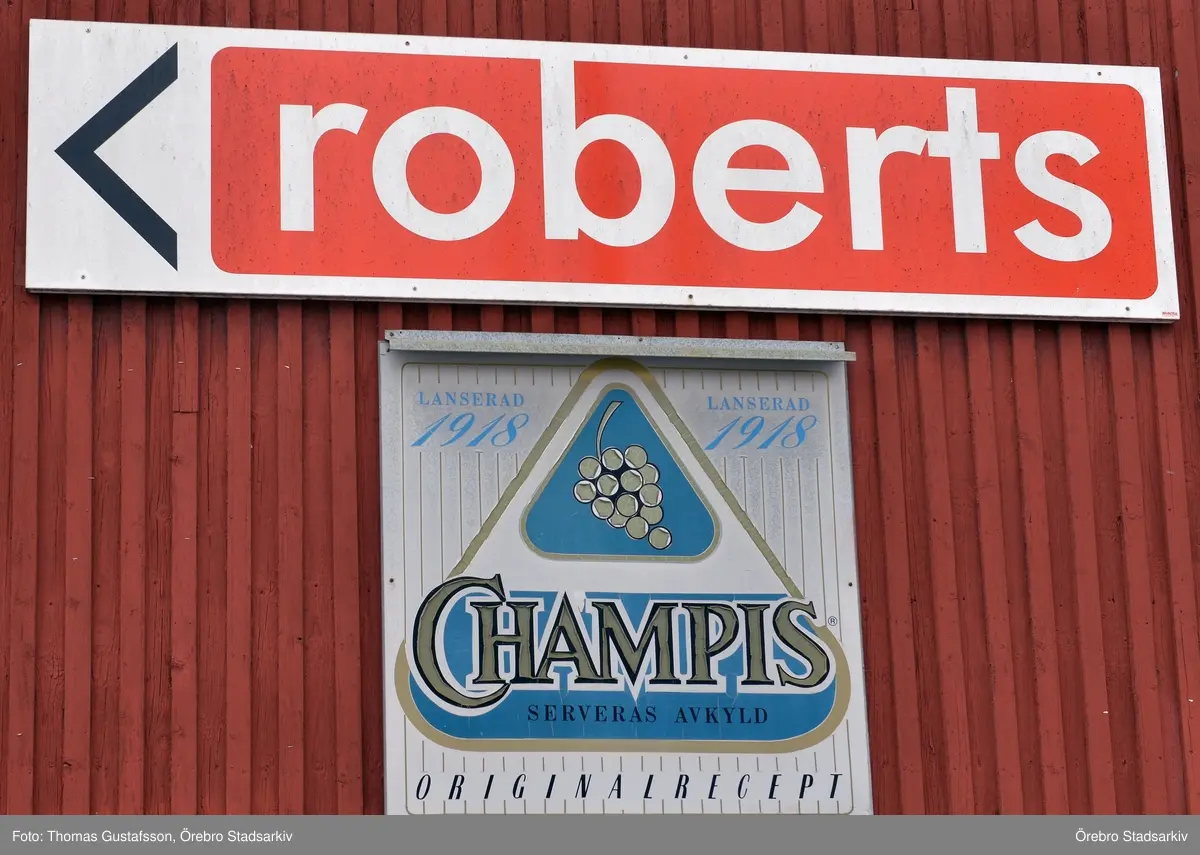 roberts
LANSERAD LANSERAD
1918 1918
CHAMPIS ®
SERVERAS AVKYLD
ORIGINALRECEPT
Foto: Thomas Gustafsson, Örebro Stadsarkiv Örebro Stadsarkiv